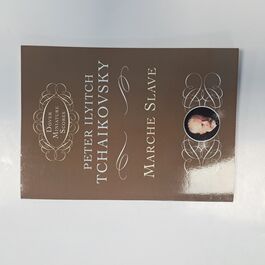 DOVER
MINIATURE
SCORES
PETER ILYITCH
TCHAIKOVSKY
MARCHE SLAVE